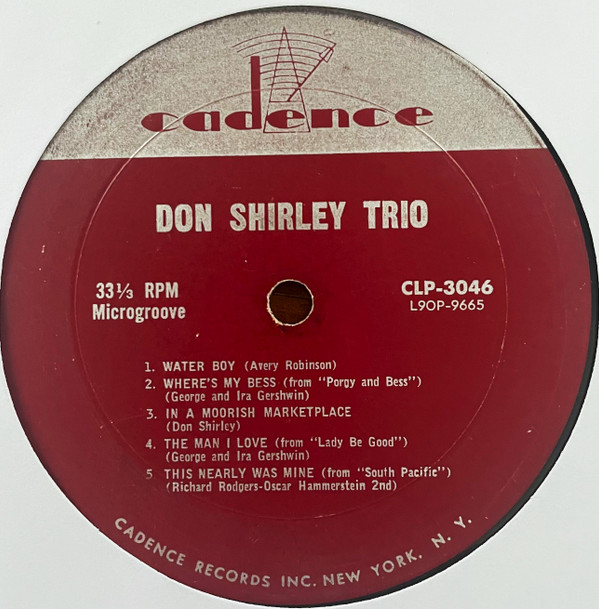 cadence
DON SHIRLEY TRIO
33⅓ RPM
Microgroove
CLP-3046
L9OP-9665
1. WATER BOY (Avery Robinson)
2. WHERE'S MY BESS (from "Porgy and Bess")
(George and Ira Gershwin)
3. IN A MOORISH MARKETPLACE
(Don Shirley)
4. THE MAN I LOVE (from "Lady Be Good")
(George and Ira Gershwin)
5 THIS NEARLY WAS MINE (from "South Pacific")
(Richard Rodgers-Oscar Hammerstein 2nd)
CADENCE RECORDS INC. NEW YORK. N. Y.